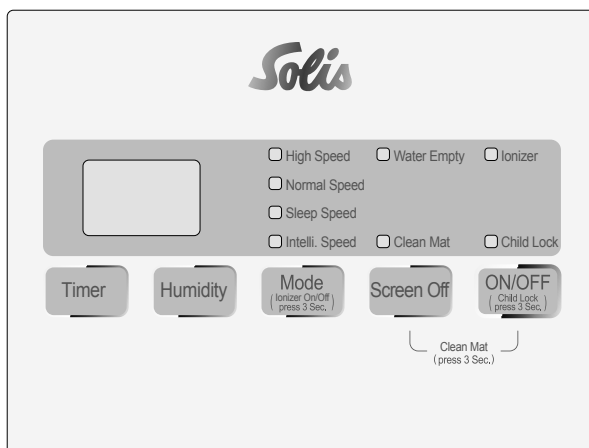 Solis
High Speed Water Empty Ionizer
Normal Speed
Sleep Speed
Intelli. Speed Clean Mat Child Lock
Timer Humidity Mode Screen Off ON/OFF
(Ionizer On/Off press 3 Sec.) (Child Lock press 3 Sec.)
Clean Mat
(press 3 Sec.)